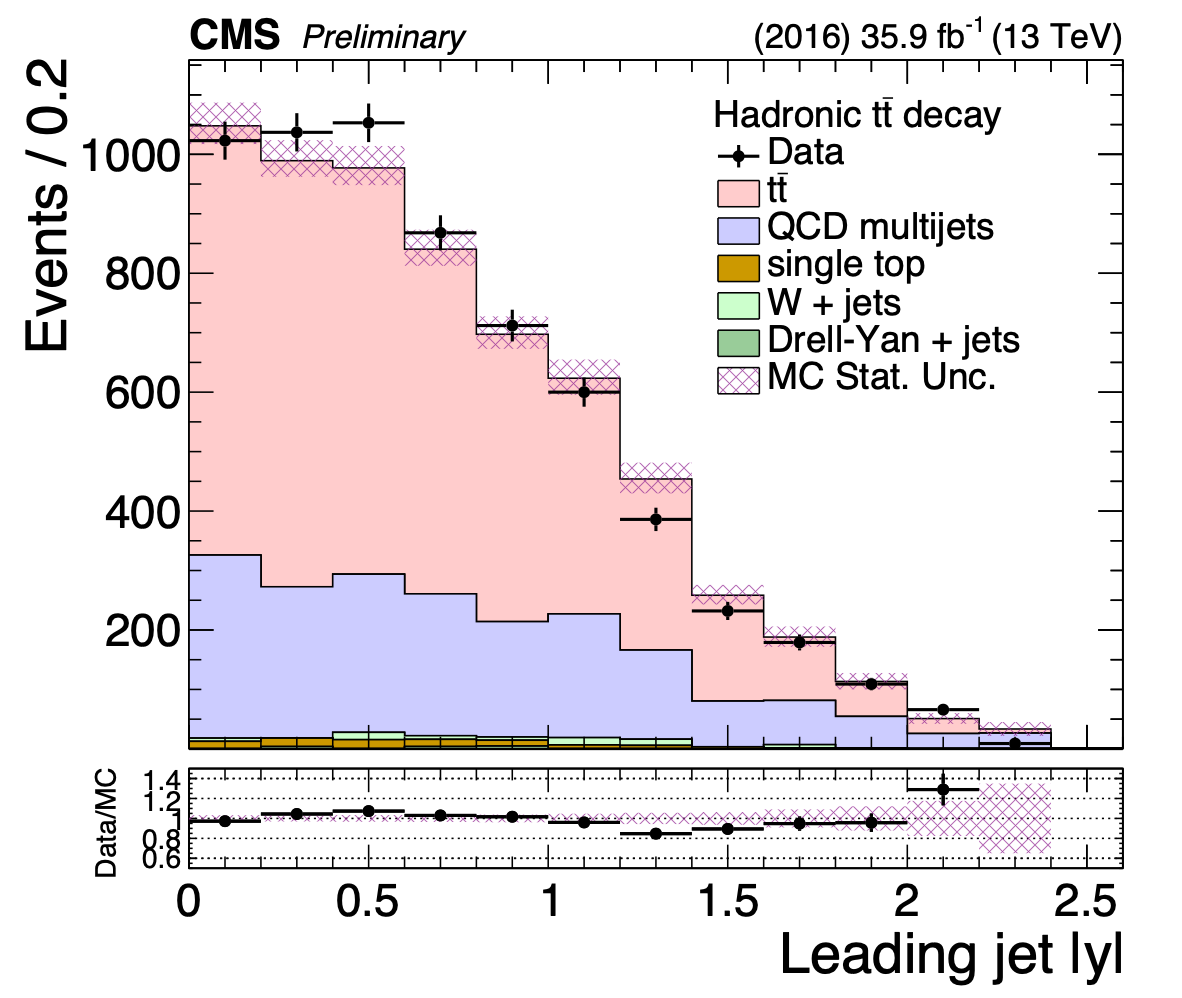 CMS Preliminary (2016) 35.9 fb⁻¹ (13 TeV)
Events / 0.2
1000
800
600
400
200
Hadronic tt̄ decay
Data
tt̄
QCD multijets
single top
W + jets
Drell-Yan + jets
MC Stat. Unc.
Data/MC
1.4
1.2
1
0.8
0.6
0 0.5 1 1.5 2 2.5
Leading jet |y|